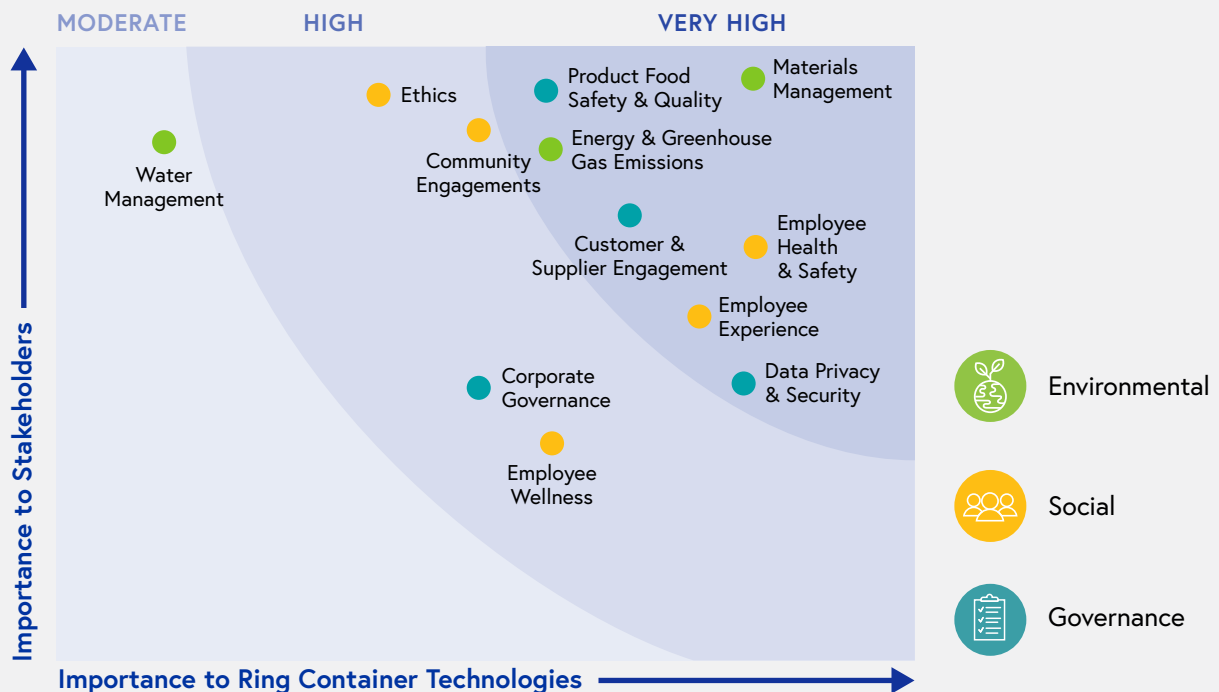 MODERATE
HIGH
VERY HIGH
Materials
Management
Product Food
Safety & Quality
Ethics
Community
Engagements
Energy & Greenhouse
Gas Emissions
Water
Management
Customer &
Supplier Engagement
Employee
Health
& Safety
Employee
Experience
Data Privacy
& Security
Corporate
Governance
Employee
Wellness
Environmental
Social
Governance
Importance to Stakeholders
Importance to Ring Container Technologies